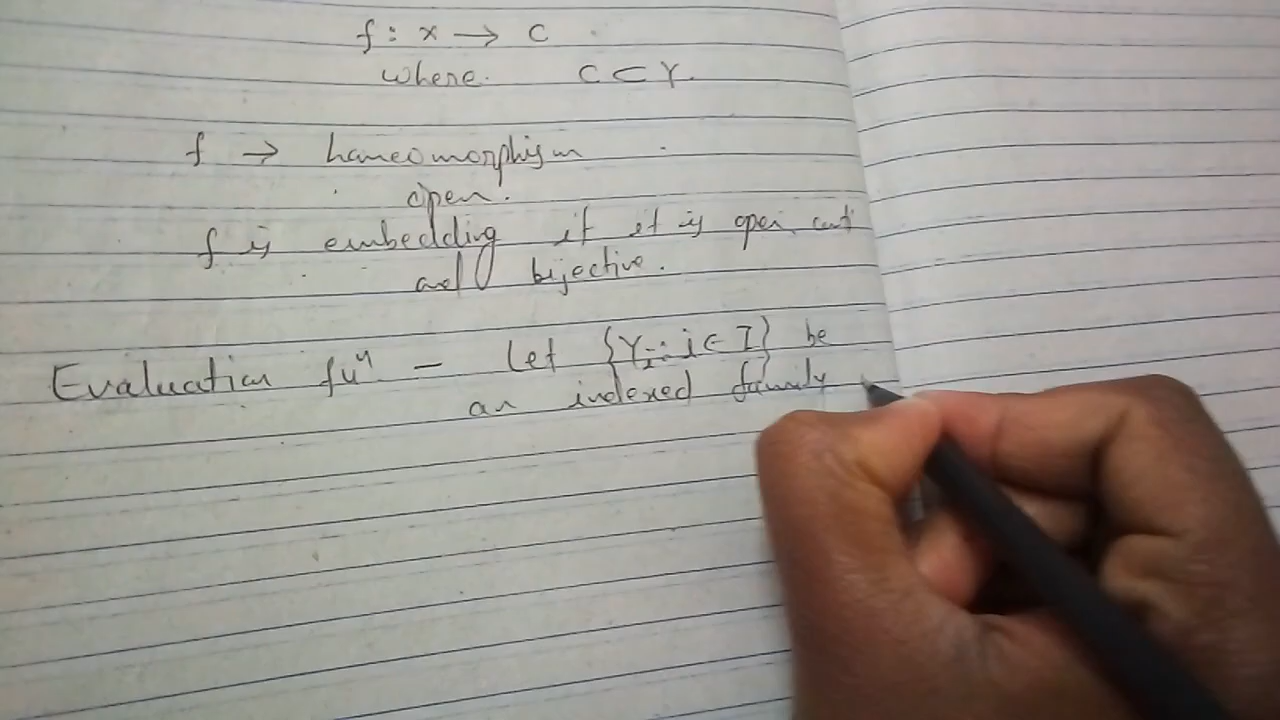 f : x → C
where. C ⊂ Y.
f → homeomorphism
open.
f is embedding if it is open, cont
and bijective.
Evaluation fuⁿ – Let {Yᵢ : i ∈ I} be
an indexed family